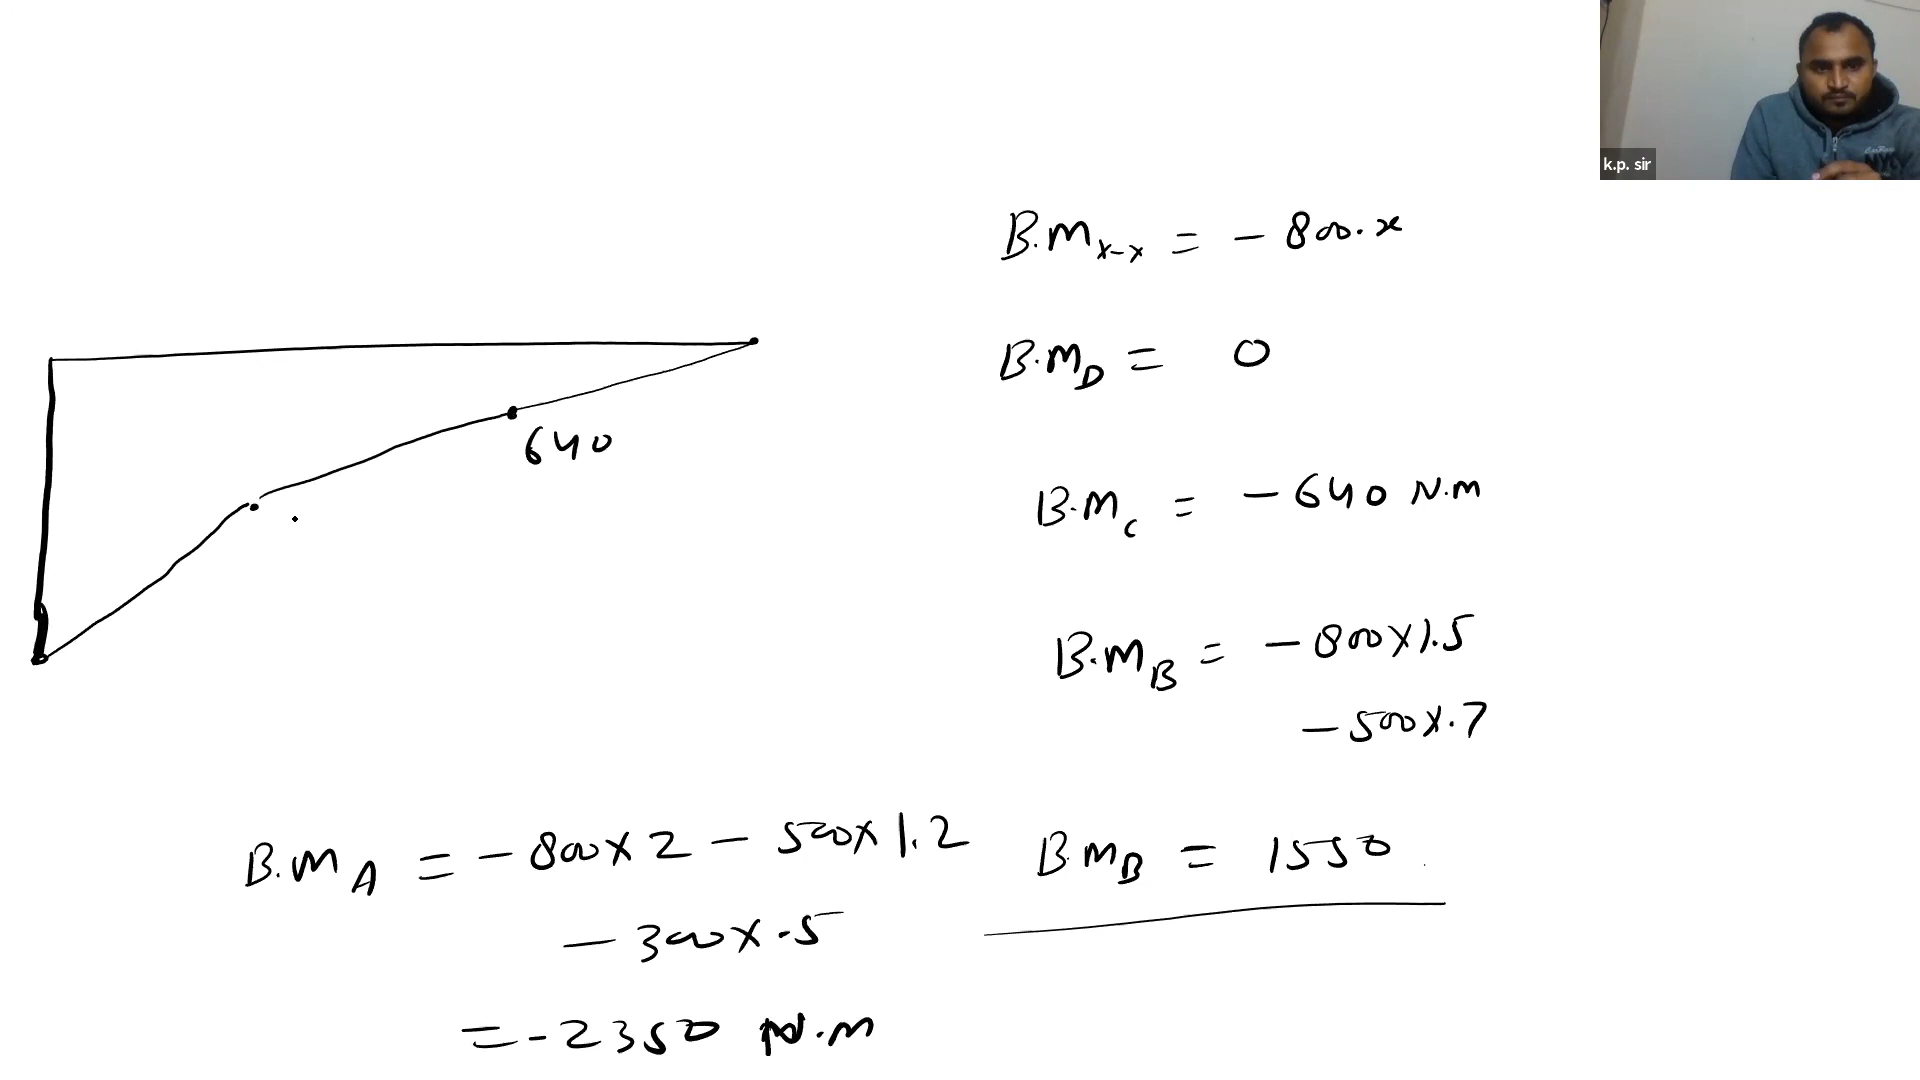 k.p. sir
B.M x-x = - 800.x
B.M D = 0
640
B.M c = - 640 N.m
B.M B = - 800x1.5
- 500x.7
B.M A = - 800x2 - 500x1.2
- 300x.5
= -2350 N.m
B.M B = 1550